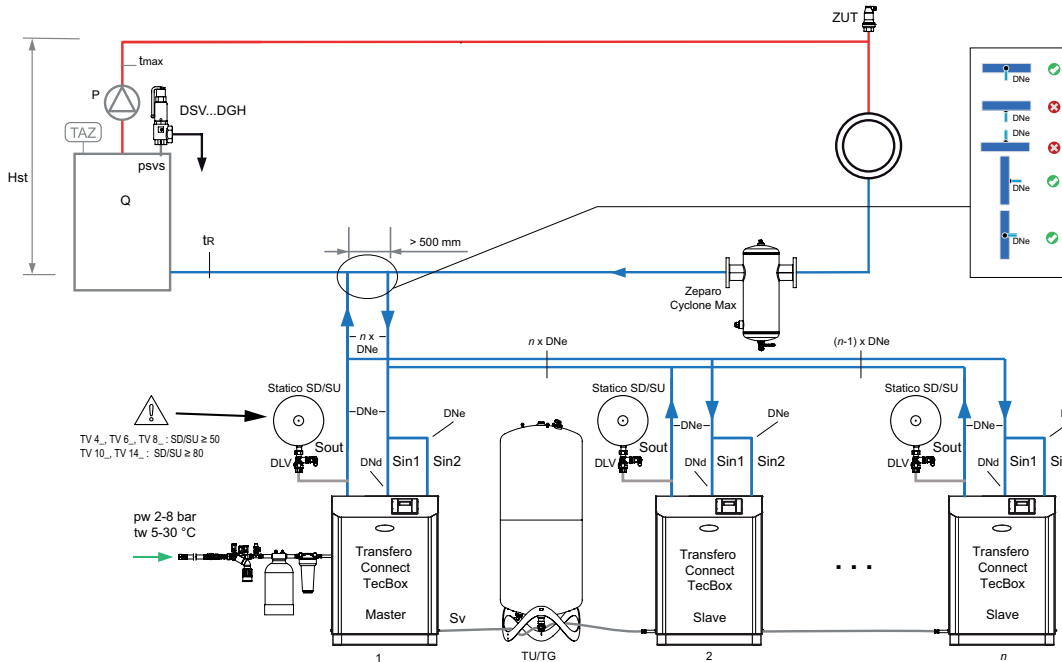 ZUT
tmax
P
DSV...DGH
TAZ
psvs
Hst
Q
tR
> 500 mm
DNe
DNe
DNe
DNe
DNe
Zeparo
Cyclone Max
n x
DNe
n x DNe
(n-1) x DNe
Statico SD/SU
Statico SD/SU
Statico SD/SU
TV 4_, TV 6_, TV 8_ : SD/SU ≥ 50
TV 10_, TV 14_ : SD/SU ≥ 80
DNe
DNe
DNe
DNe
DNe
Sout
DLV
DNd
Sin1
Sin2
Sout
DLV
DNd
Sin1
Sin2
Sout
DLV
DNd
Sin1
pw 2-8 bar
tw 5-30 °C
Transfero
Connect
TecBox
Master
Transfero
Connect
TecBox
Slave
. . .
Transfero
Connect
TecBox
Slave
Sv
1
TU/TG
2
n